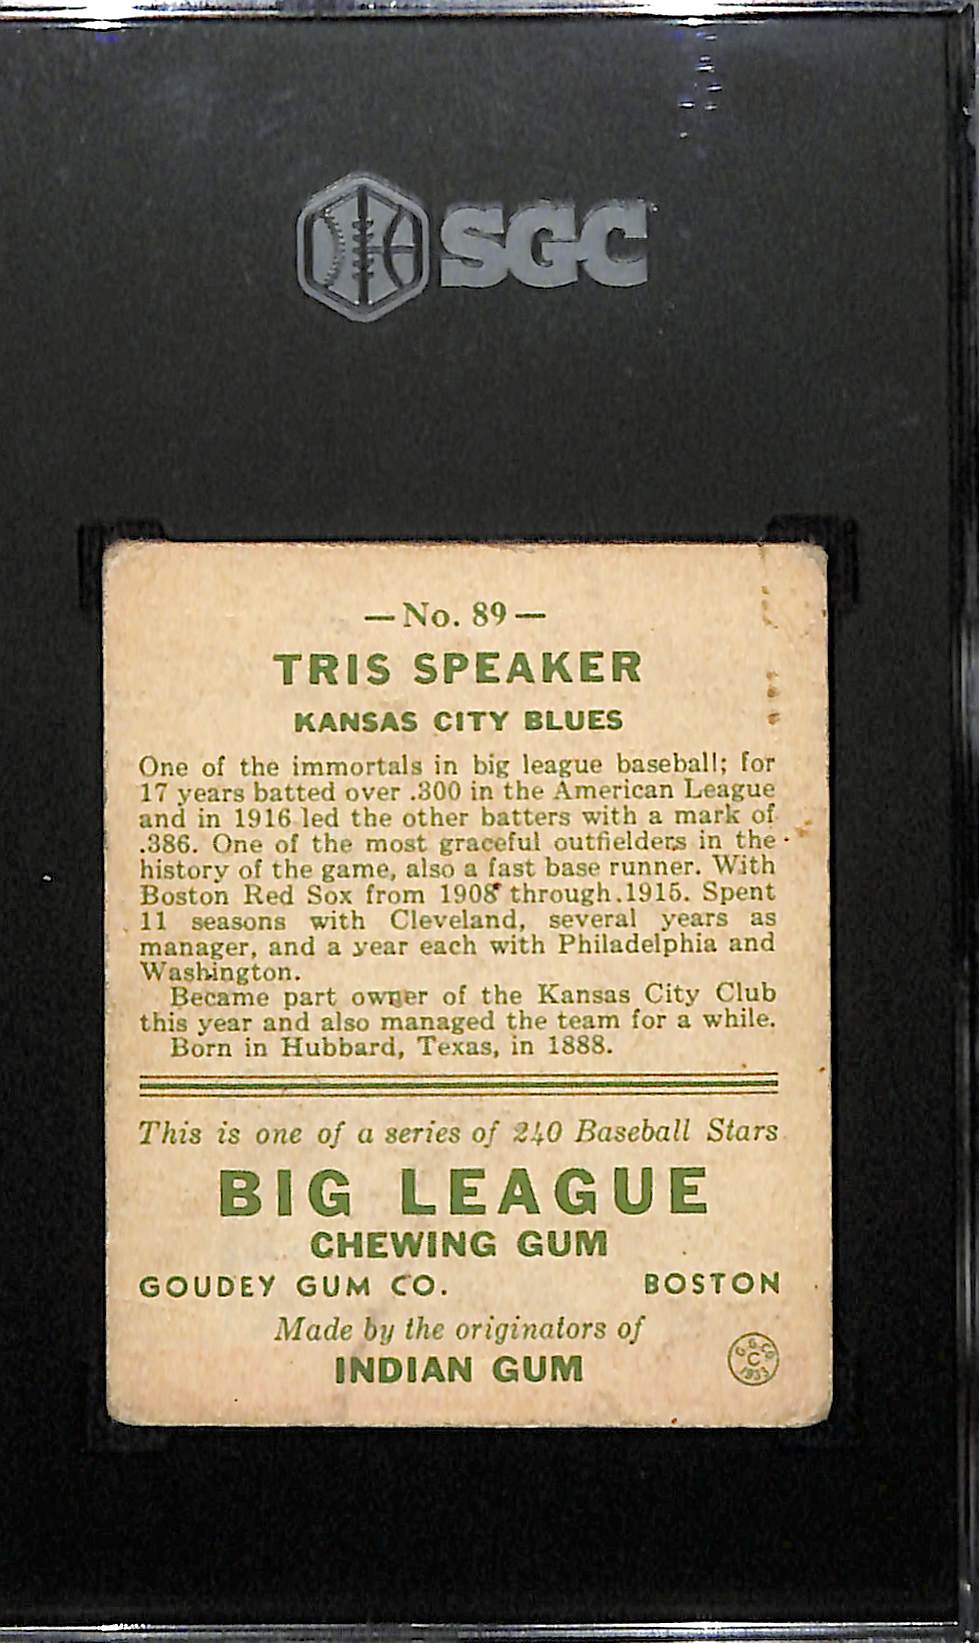 SGC
—No. 89—
TRIS SPEAKER
KANSAS CITY BLUES
One of the immortals in big league baseball; for
17 years batted over .300 in the American League
and in 1916 led the other batters with a mark of
.386. One of the most graceful outfielders in the
history of the game, also a fast base runner. With
Boston Red Sox from 1908 through 1915. Spent
11 seasons with Cleveland, several years as
manager, and a year each with Philadelphia and
Washington.
Became part owner of the Kansas City Club
this year and also managed the team for a while.
Born in Hubbard, Texas, in 1888.
This is one of a series of 240 Baseball Stars
BIG LEAGUE
CHEWING GUM
GOUDEY GUM CO. BOSTON
Made by the originators of
INDIAN GUM
G. G. Co.
C
1933